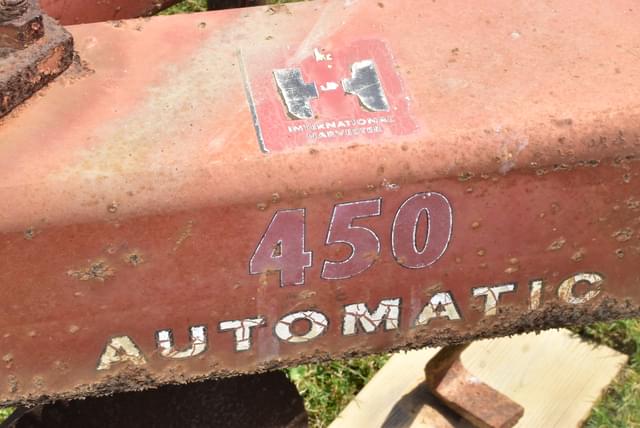 INTERNATIONAL
HARVESTER
450
AUTOMATIC